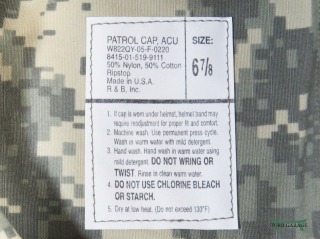 PATROL CAP, ACU
W822QY-05-F-0220
8415-01-519-9111
50% Nylon, 50% Cotton
Ripstop
Made in U.S.A.
R & B, Inc.
SIZE:
6 7/8
1. If cap is worn under helmet, helmet band may
require readjustment for proper fit and comfort.
2. Machine wash. Use permanent press cycle.
Wash in warm water with mild detergent.
3. Hand wash. Hand wash in warm water using
mild detergent. DO NOT WRING OR
TWIST. Rinse in clean warm water.
4. DO NOT USE CHLORINE BLEACH
OR STARCH.
5. Dry at low heat. (Do not exceed 130°F)